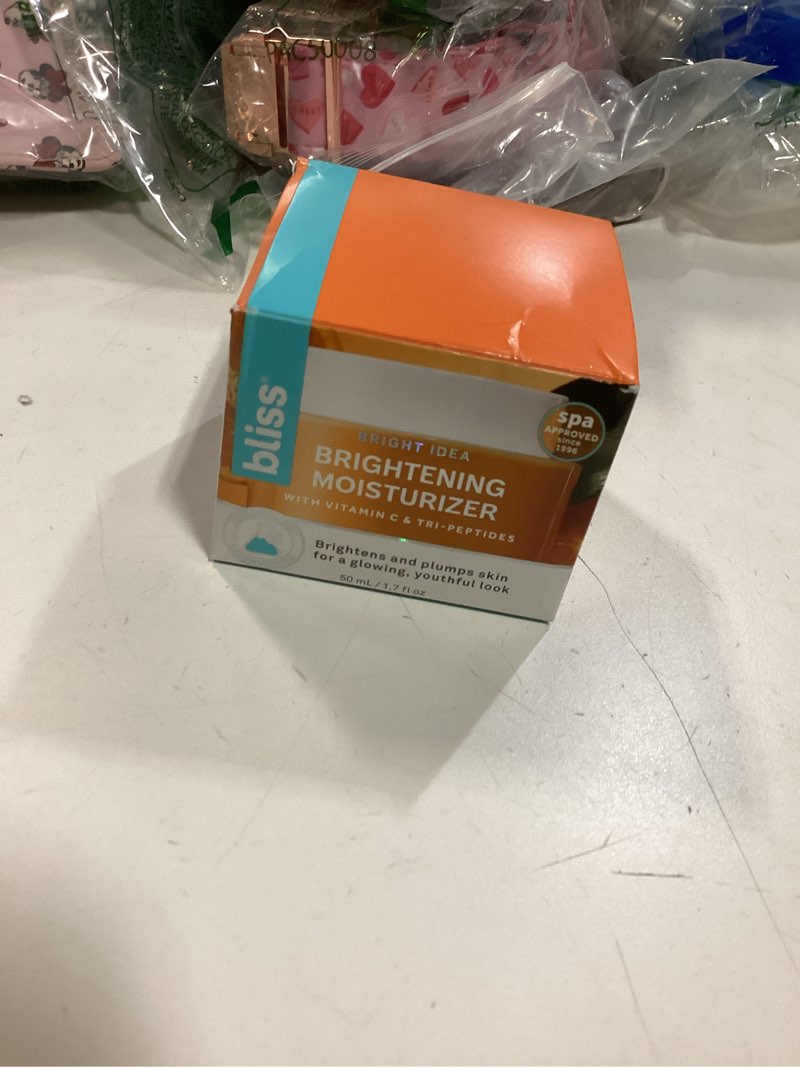 PAC50008
bliss
spa
APPROVED
since
1996
BRIGHT IDEA
BRIGHTENING
MOISTURIZER
WITH VITAMIN C & TRI-PEPTIDES
Brightens and plumps skin
for a glowing, youthful look
50 mL / 1.7 fl oz